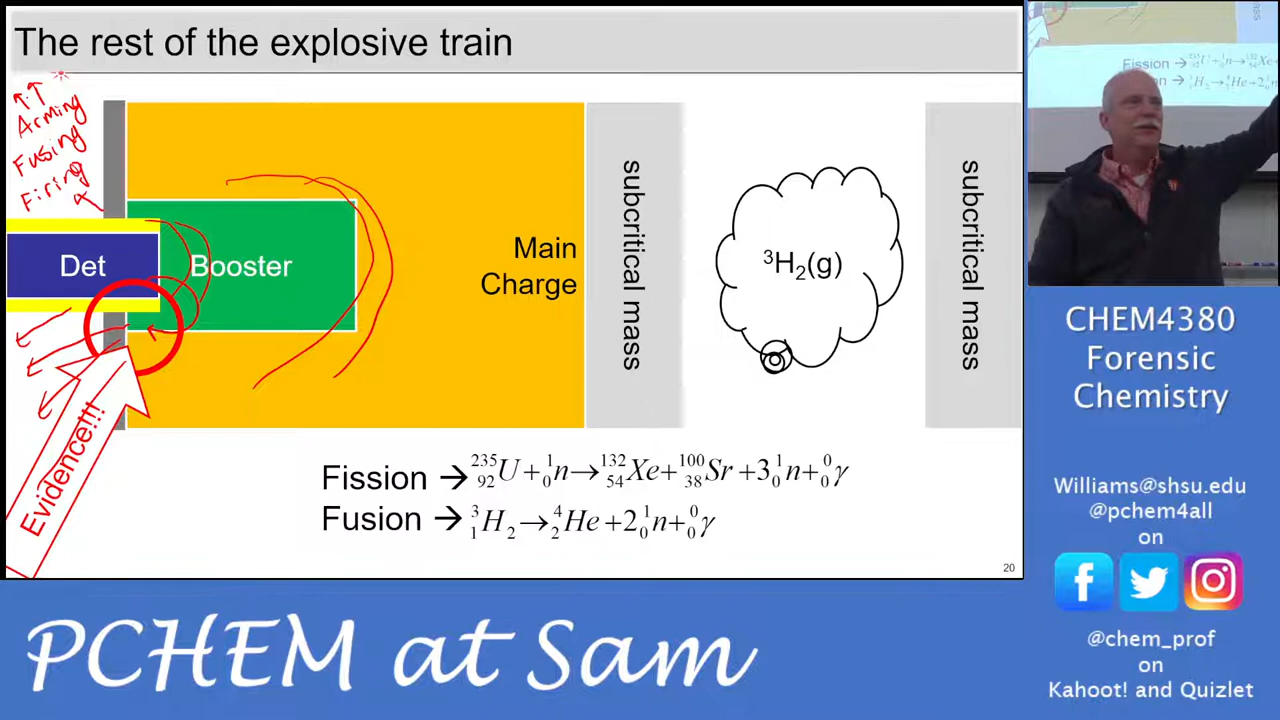 The rest of the explosive train
Arming
Fusing
Firing
Det
Booster
Main
Charge
subcritical mass
³H₂(g)
subcritical mass
Evidence!!!
Fission → ²³⁵₉₂U + ¹₀n → ¹³²₅₄Xe + ¹⁰⁰₃₈Sr + 3¹₀n + ⁰₀γ
Fusion → ³₁H₂ → ⁴₂He + 2¹₀n + ⁰₀γ
20
CHEM4380
Forensic
Chemistry
Williams@shsu.edu
@pchem4all
on
@chem_prof
on
Kahoot! and Quizlet
PCHEM at Sam